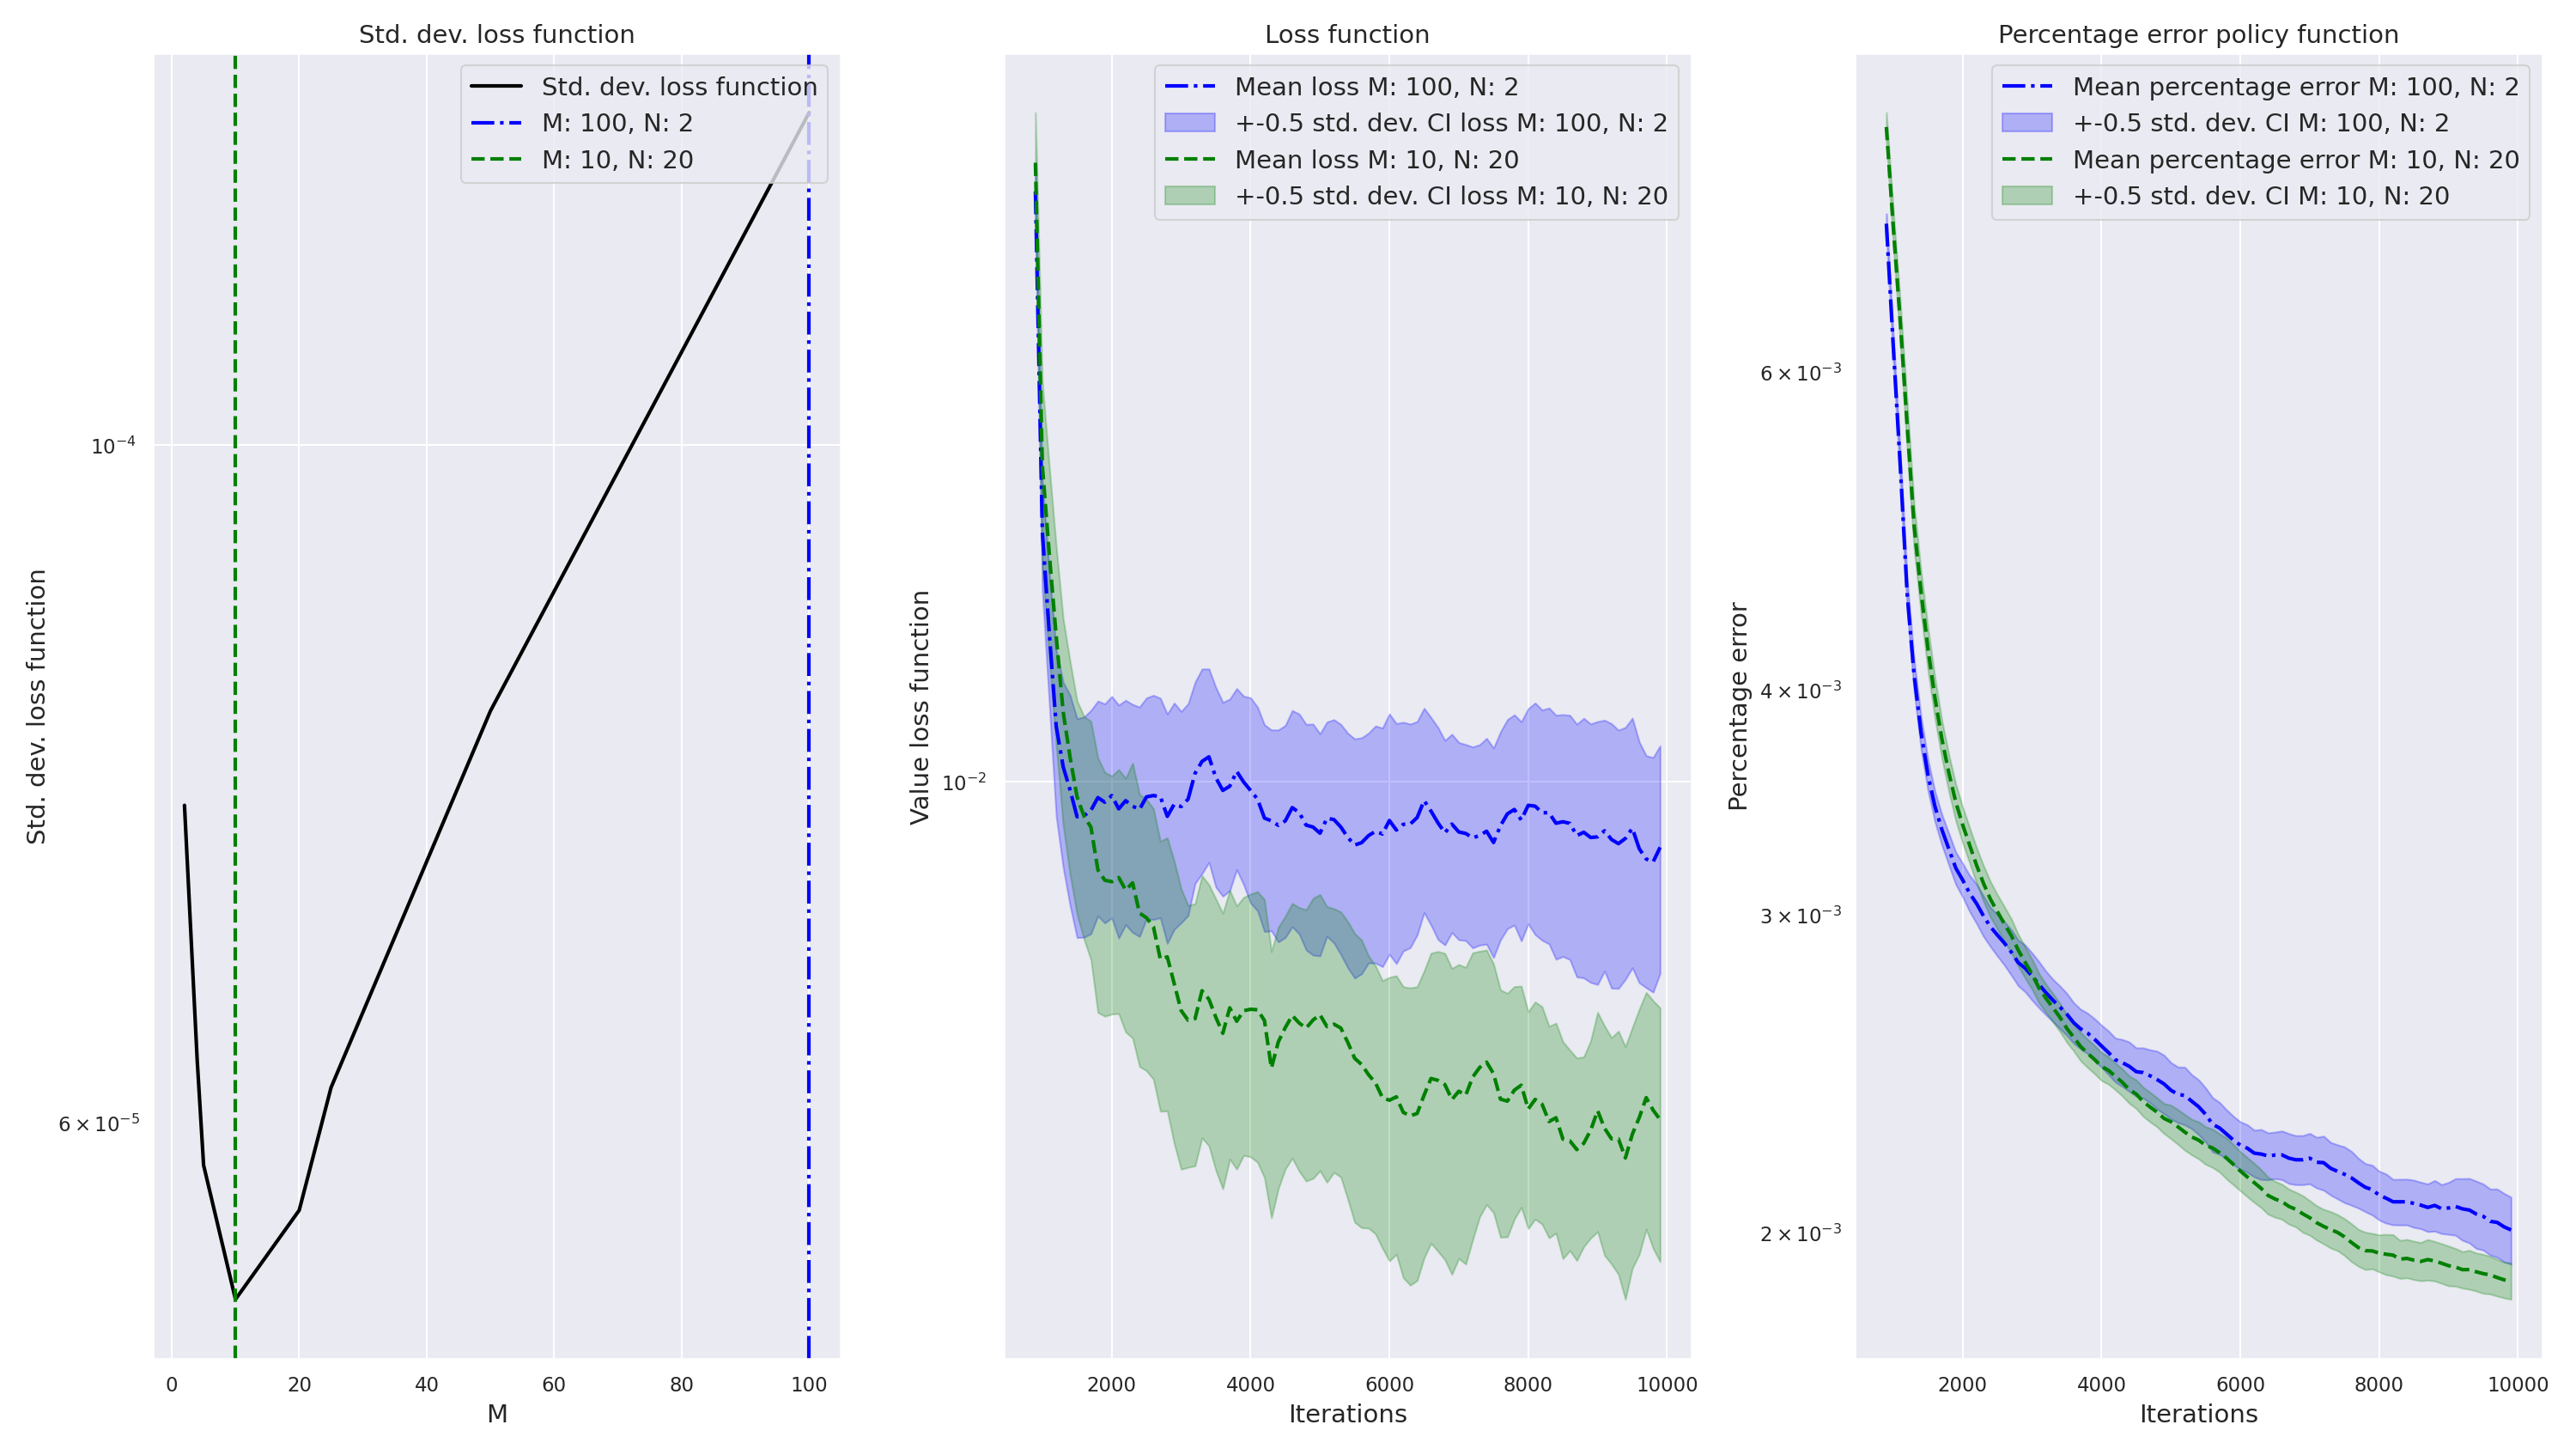 Std. dev. loss function
Std. dev. loss function
M: 100, N: 2
M: 10, N: 20
Std. dev. loss function
10⁻⁴
6 × 10⁻⁵
0 20 40 60 80 100
M
Loss function
Mean loss M: 100, N: 2
+-0.5 std. dev. CI loss M: 100, N: 2
Mean loss M: 10, N: 20
+-0.5 std. dev. CI loss M: 10, N: 20
Value loss function
10⁻²
2000 4000 6000 8000 10000
Iterations
Percentage error policy function
Mean percentage error M: 100, N: 2
+-0.5 std. dev. CI M: 100, N: 2
Mean percentage error M: 10, N: 20
+-0.5 std. dev. CI M: 10, N: 20
Percentage error
6 × 10⁻³
4 × 10⁻³
3 × 10⁻³
2 × 10⁻³
2000 4000 6000 8000 10000
Iterations